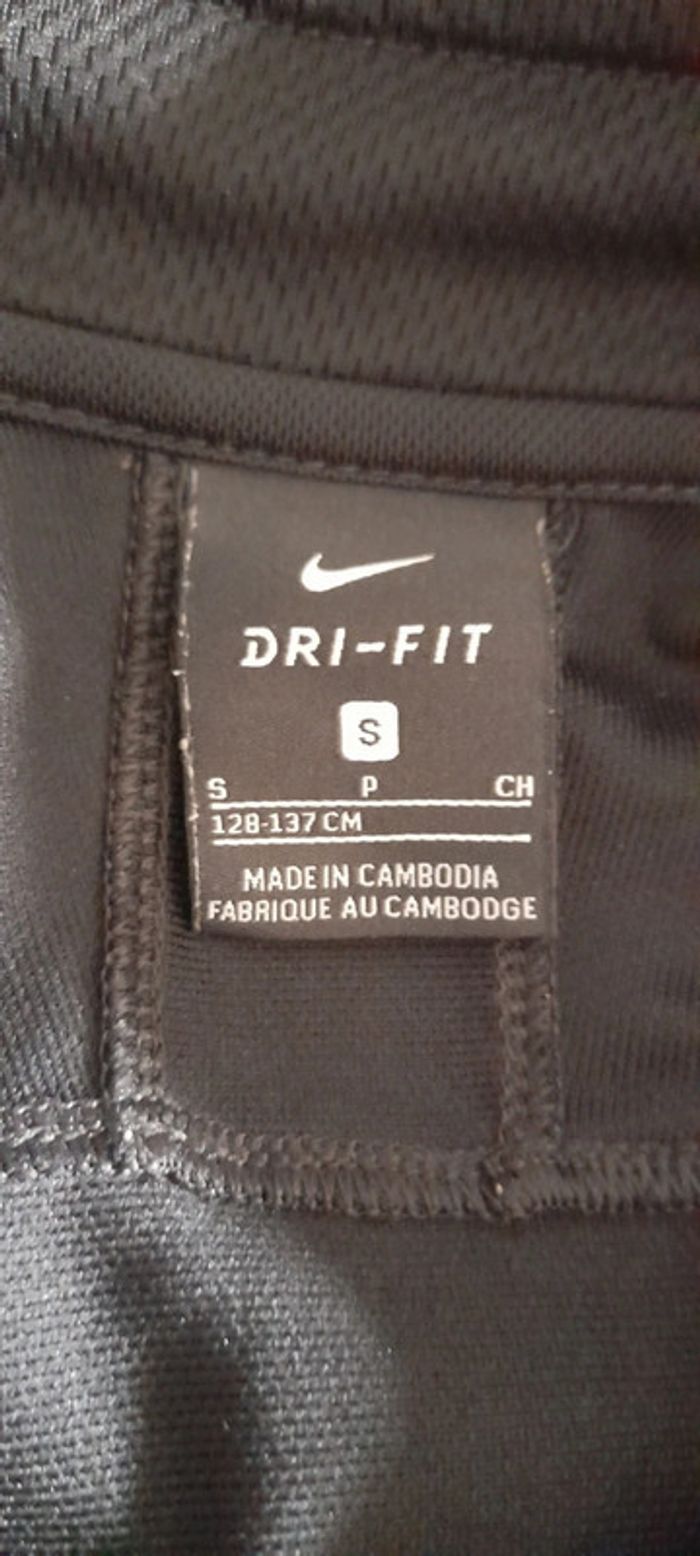 DRI-FIT
S
S P CH
128-137 CM
MADE IN CAMBODIA
FABRIQUE AU CAMBODGE